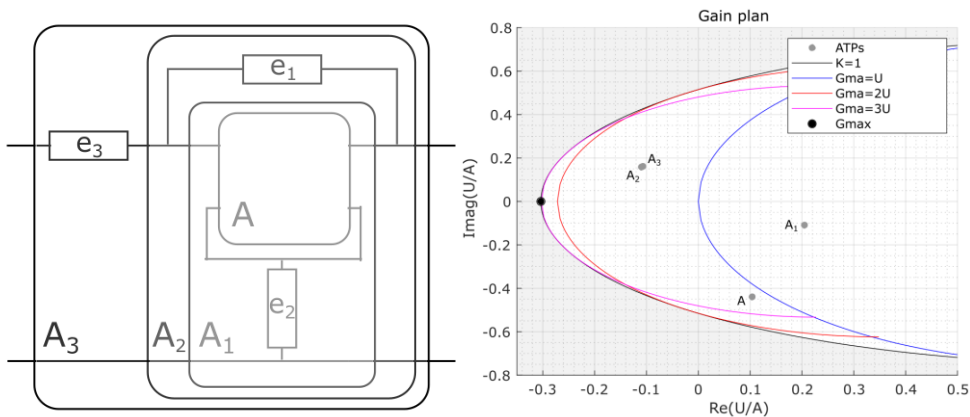 e1
e3
A
e2
A3
A2
A1
Gain plan
ATPs
K=1
Gma=U
Gma=2U
Gma=3U
Gmax
Imag(U/A)
0.8
0.6
0.4
0.2
0
-0.2
-0.4
-0.6
-0.8
A3
A2
A1
A
-0.3 -0.2 -0.1 0 0.1 0.2 0.3 0.4 0.5
Re(U/A)